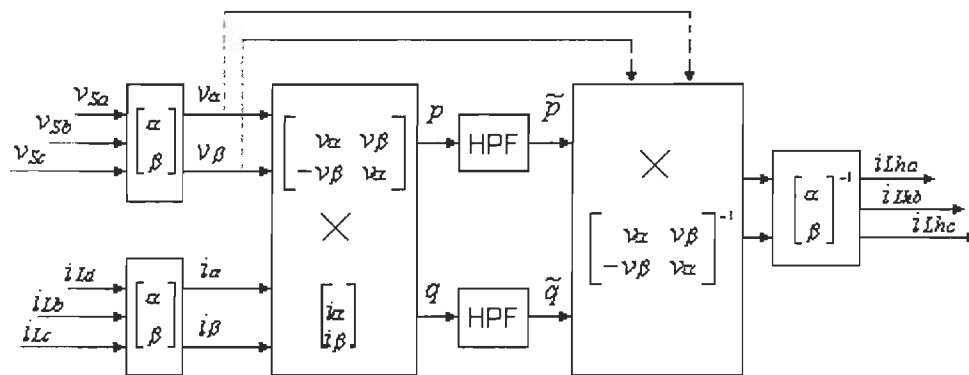 vSa
vSb
vSc
[α β]
vα
vβ
iLa
iLb
iLc
[α β]
iα
iβ
[vα vβ
-vβ vα]
×
[iα
iβ]
p
HPF
p̃
q
HPF
q̃
×
[vα vβ
-vβ vα]⁻¹
[α β]⁻¹
iLha
iLhb
iLhc